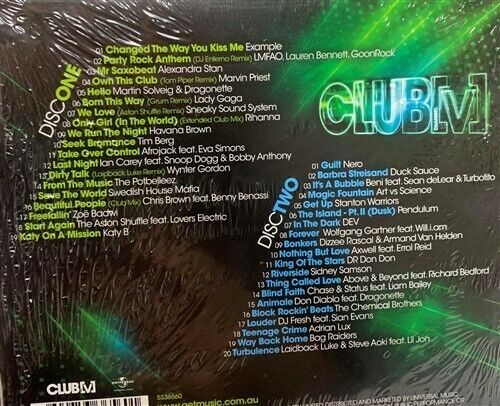 CLUB[V]
DISC ONE
01 Changed The Way You Kiss Me Example
02 Party Rock Anthem (DJ Enferno Remix) LMFAO, Lauren Bennett, GoonRock
03 Mr Saxobeat Alexandra Stan
04 Own This Club (Tom Piper Remix) Marvin Priest
05 Hello Martin Solveig & Dragonette
06 Born This Way (Grum Remix) Lady Gaga
07 We Love (Aston Shuffle Remix) Sneaky Sound System
08 Only Girl (In The World) (Extended Club Mix) Rihanna
09 We Run The Night Havana Brown
10 Seek Bromance Tim Berg
11 Take Over Control Afrojack feat. Eva Simons
12 Last Night Ian Carey feat. Snoop Dogg & Bobby Anthony
13 Dirty Talk (Laidback Luke Remix) Wynter Gordon
14 From The Music The Potbelleez
15 Save The World Swedish House Mafia
16 Beautiful People (Club Mix) Chris Brown feat. Benny Benassi
17 Freefallin' Zoë Badwi
18 Start Again The Aston Shuffle feat. Lovers Electric
19 Katy On A Mission Katy B
DISC TWO
01 Guilt Nero
02 Barbra Streisand Duck Sauce
03 It's A Bubble Beni feat. Sean deLear & Turbotito
04 Magic Fountain Art vs Science
05 Get Up Stanton Warriors
06 The Island - Pt. II (Dusk) Pendulum
07 In The Dark DEV
08 Forever Wolfgang Gartner feat. Will.i.am
09 Bonkers Dizzee Rascal & Armand Van Helden
10 Nothing But Love Axwell feat. Errol Reid
11 King Of The Stars DR Don Don
12 Riverside Sidney Samson
13 Thing Called Love Above & Beyond feat. Richard Bedford
14 Blind Faith Chase & Status feat. Liam Bailey
15 Animale Don Diablo feat. Dragonette
16 Block Rockin' Beats The Chemical Brothers
17 Louder DJ Fresh feat. Sian Evans
18 Teenage Crime Adrian Lux
19 Way Back Home Bag Raiders
20 Turbulence Laidback Luke & Steve Aoki feat. Lil Jon
CLUB[V]
UNIVERSAL
5336560
www.getmusic.com.au
DISTRIBUTED AND MARKETED BY UNIVERSAL MUSIC